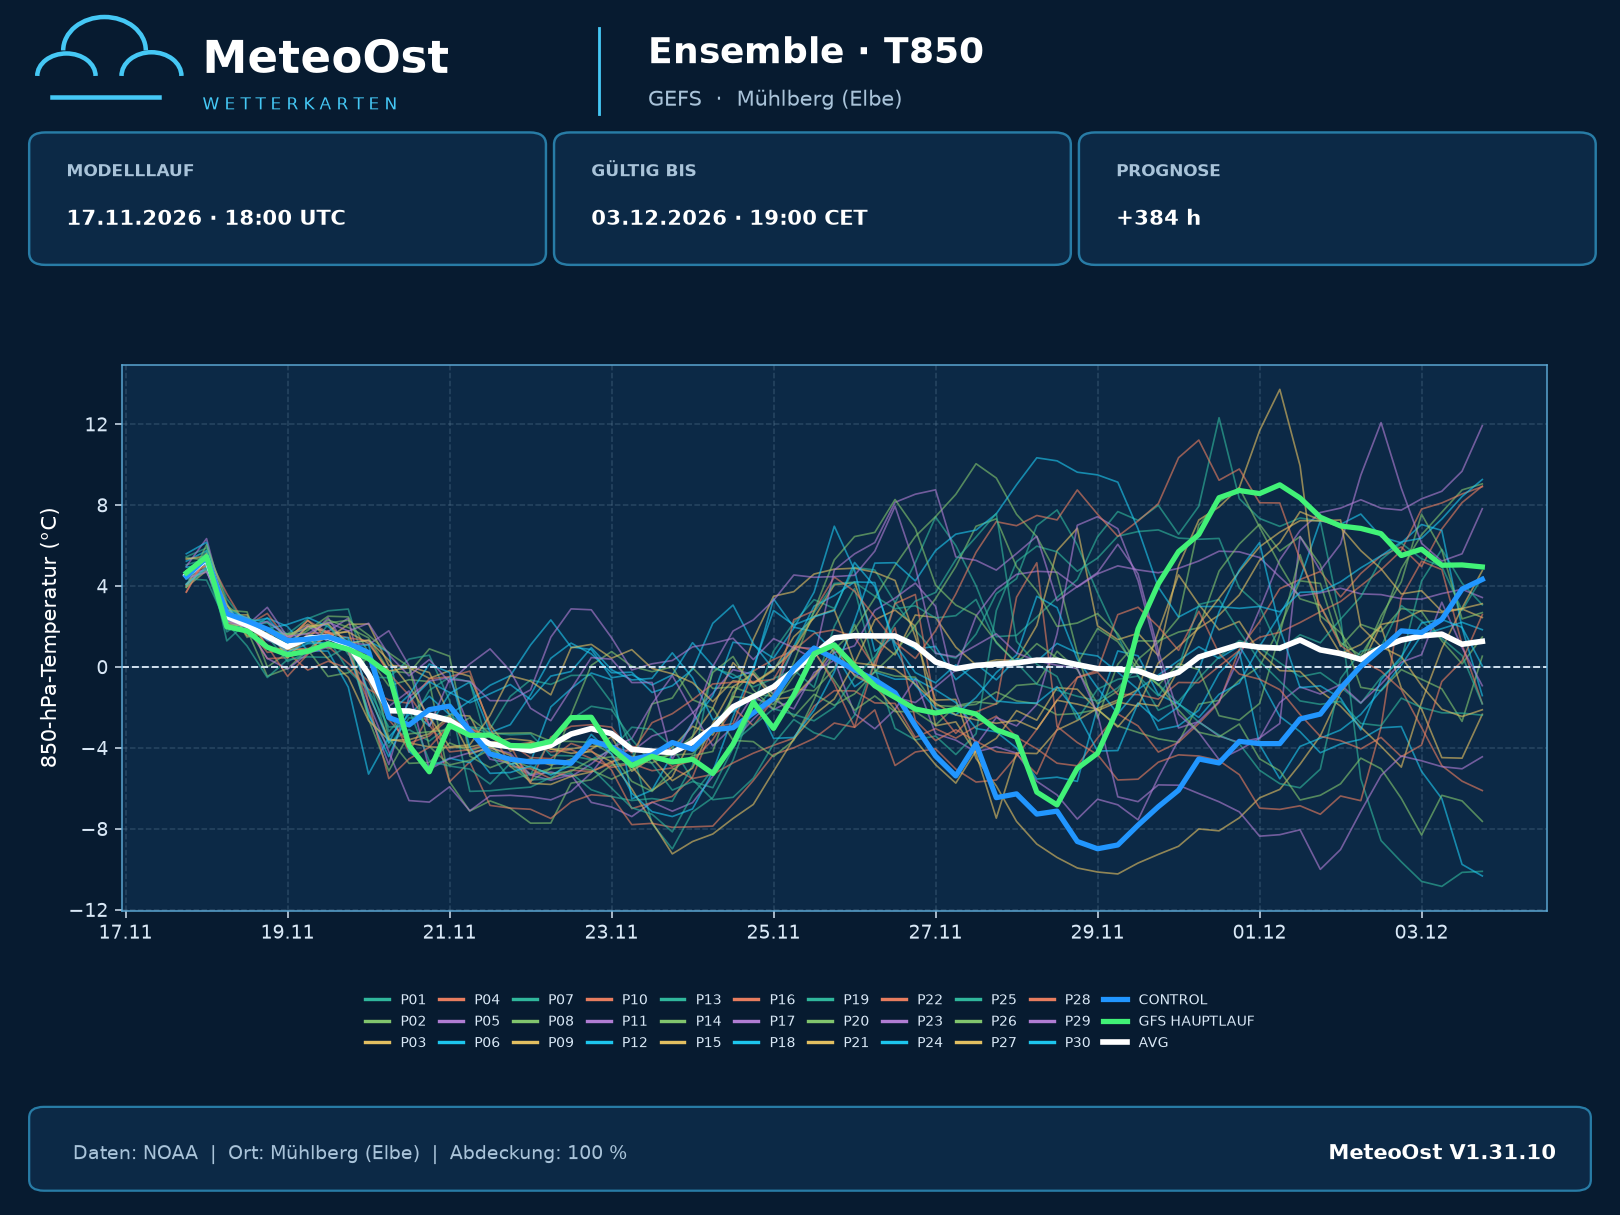 MeteoOst
WETTERKARTEN
Ensemble · T850
GEFS · Mühlberg (Elbe)
MODELLLAUF
17.11.2026 · 18:00 UTC
GÜLTIG BIS
03.12.2026 · 19:00 CET
PROGNOSE
+384 h
850-hPa-Temperatur (°C)
12
8
4
0
−4
−8
−12
17.11 19.11 21.11 23.11 25.11 27.11 29.11 01.12 03.12
P01 P04 P07 P10 P13 P16 P19 P22 P25 P28 CONTROL
P02 P05 P08 P11 P14 P17 P20 P23 P26 P29 GFS HAUPTLAUF
P03 P06 P09 P12 P15 P18 P21 P24 P27 P30 AVG
Daten: NOAA | Ort: Mühlberg (Elbe) | Abdeckung: 100 %
MeteoOst V1.31.10